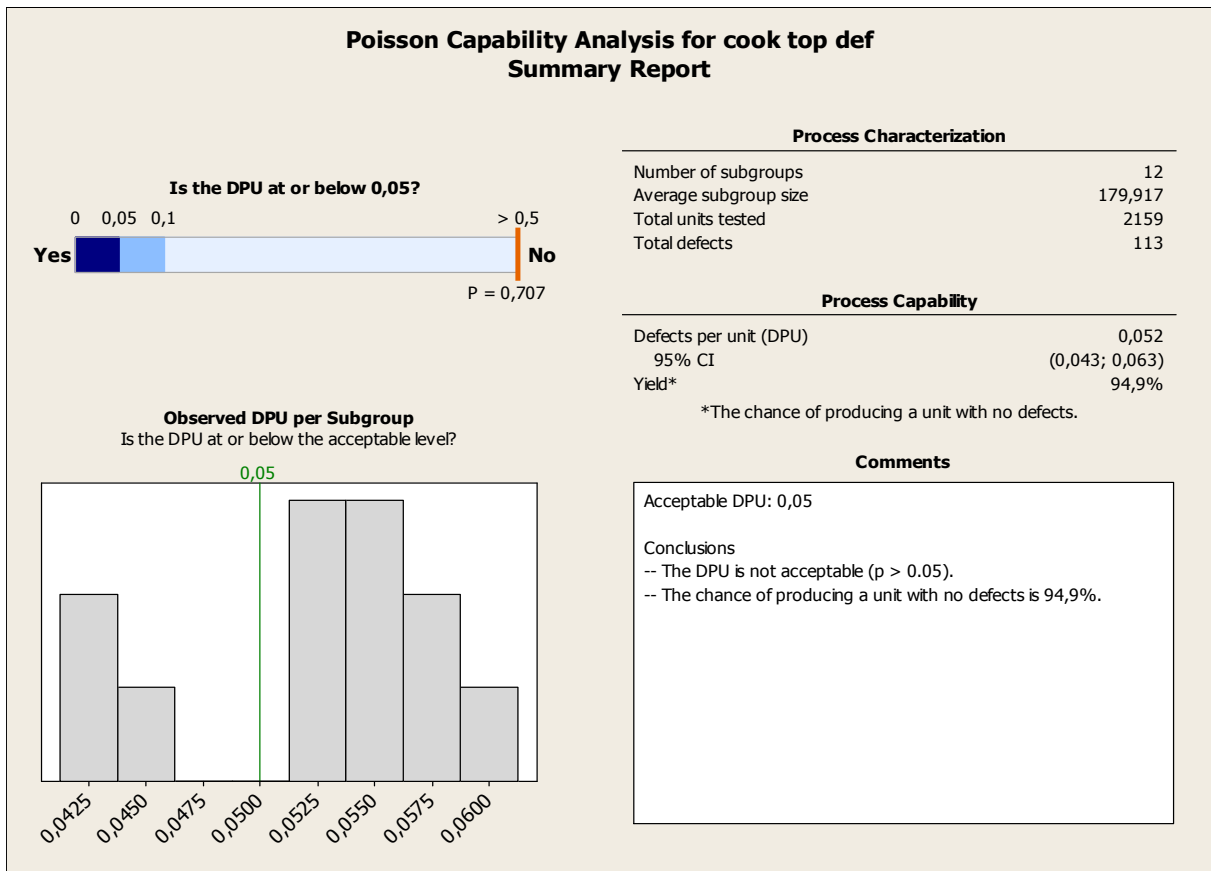 Poisson Capability Analysis for cook top def
Summary Report
Is the DPU at or below 0,05?
0 0,05 0,1 > 0,5
Yes No
P = 0,707
Process Characterization
Number of subgroups 12
Average subgroup size 179,917
Total units tested 2159
Total defects 113
Process Capability
Defects per unit (DPU) 0,052
95% CI (0,043; 0,063)
Yield* 94,9%
*The chance of producing a unit with no defects.
Observed DPU per Subgroup
Is the DPU at or below the acceptable level?
0,05
0,0425 0,0450 0,0475 0,0500 0,0525 0,0550 0,0575 0,0600
Comments
Acceptable DPU: 0,05
Conclusions
-- The DPU is not acceptable (p > 0.05).
-- The chance of producing a unit with no defects is 94,9%.